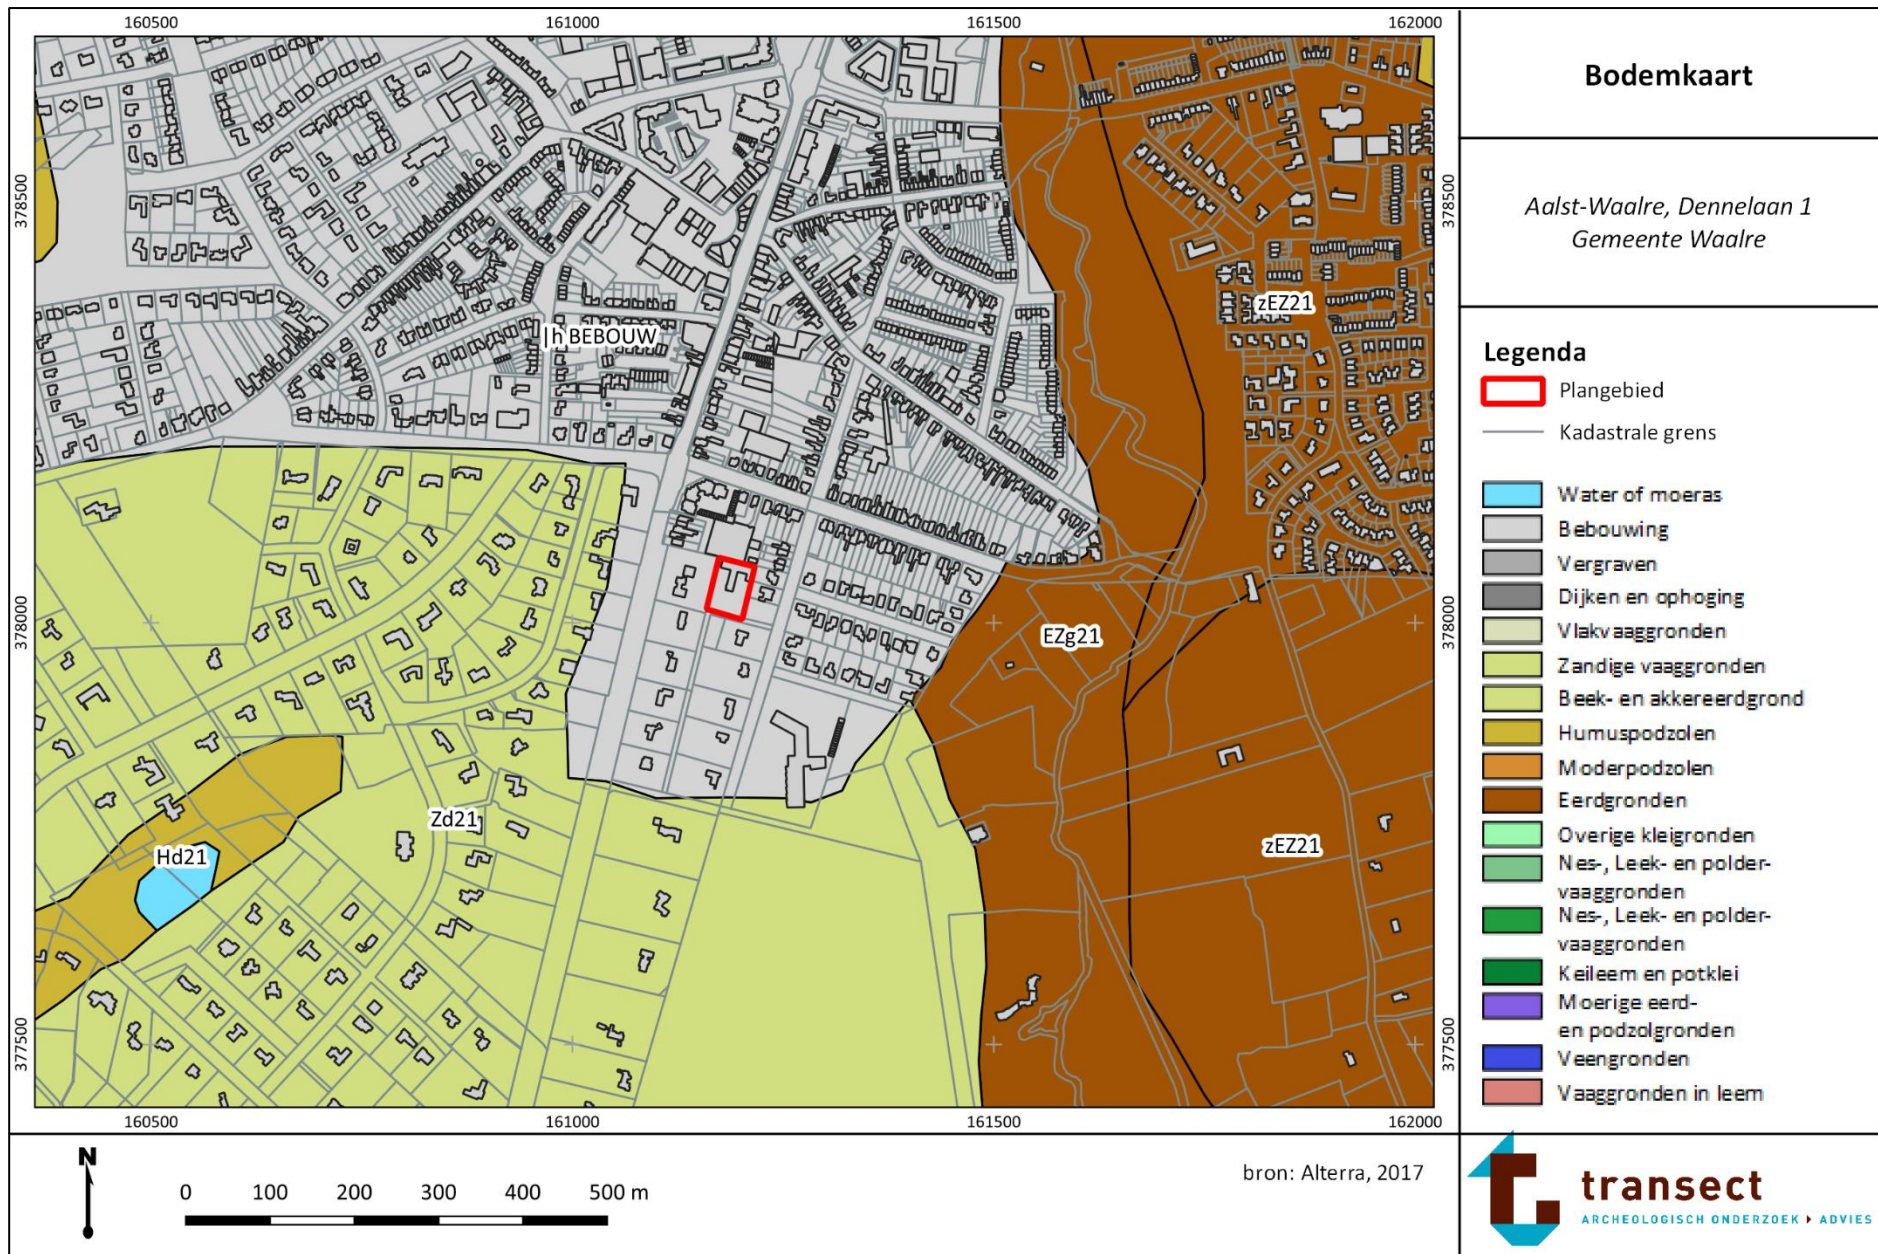 160500
161000
161500
162000
378500
378000
377500
378500
378000
377500
|h BEBOUW
zEZ21
EZg21
Zd21
Hd21
zEZ21
160500
161000
161500
162000
N
0 100 200 300 400 500 m
bron: Alterra, 2017
Bodemkaart
Aalst-Waalre, Dennelaan 1
Gemeente Waalre
Legenda
Plangebied
Kadastrale grens
Water of moeras
Bebouwing
Vergraven
Dijken en ophoging
Vlakvaaggronden
Zandige vaaggronden
Beek- en akkereerdgrond
Humuspodzolen
Moderpodzolen
Eerdgronden
Overige kleigronden
Nes-, Leek- en polder-
vaaggronden
Nes-, Leek- en polder-
vaaggronden
Keileem en potklei
Moerige eerd-
en podzolgronden
Veengronden
Vaaggronden in leem
transect
ARCHEOLOGISCH ONDERZOEK ▸ ADVIES